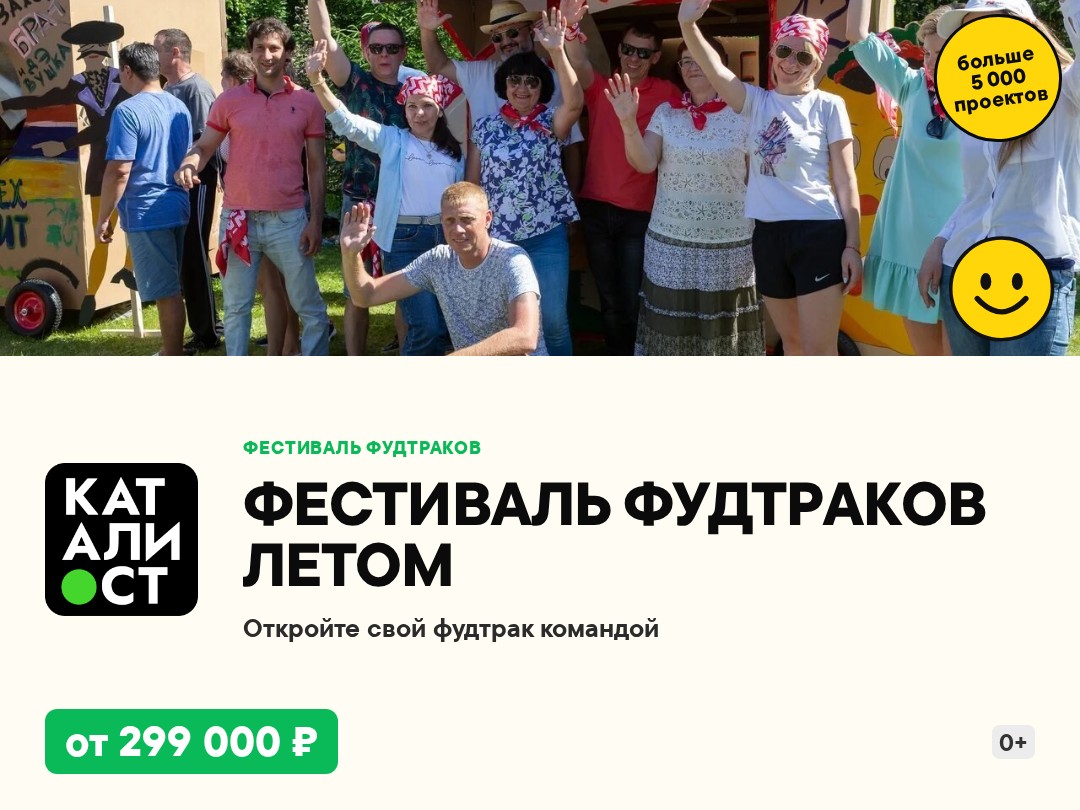 БРАТ
больше
5 000
проектов
ФЕСТИВАЛЬ ФУДТРАКОВ
КАТ
АЛИ
СТ
ФЕСТИВАЛЬ ФУДТРАКОВ
ЛЕТОМ
Откройте свой фудтрак командой
от 299 000 ₽
0+